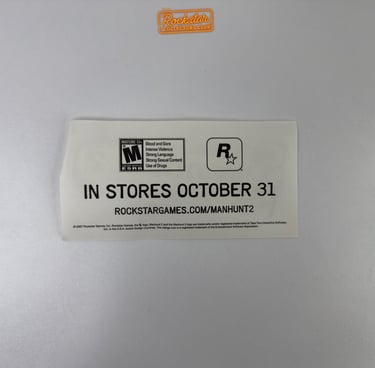 Rockstar
MATURE 17+
M
ESRB
Blood and Gore
Intense Violence
Strong Language
Strong Sexual Content
Use of Drugs
R
IN STORES OCTOBER 31
ROCKSTARGAMES.COM/MANHUNT2